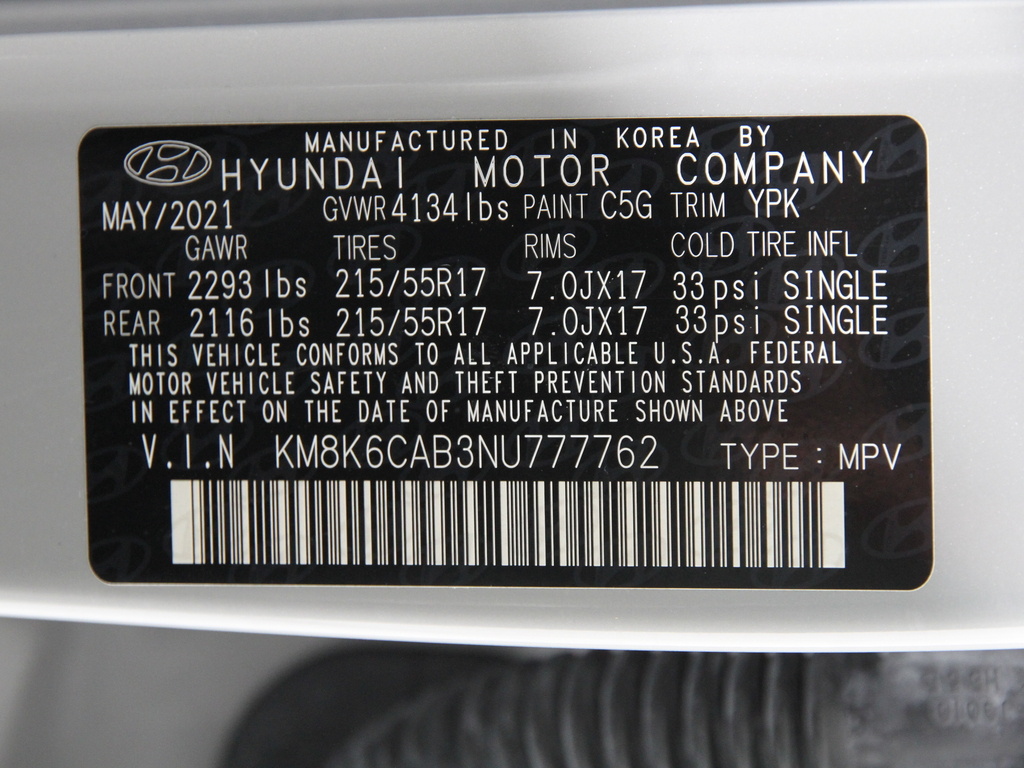 MANUFACTURED IN KOREA BY
HYUNDAI MOTOR COMPANY
MAY/2021 GVWR 4134 lbs PAINT C5G TRIM YPK
GAWR TIRES RIMS COLD TIRE INFL
FRONT 2293 lbs 215/55R17 7.0JX17 33psi SINGLE
REAR 2116 lbs 215/55R17 7.0JX17 33psi SINGLE
THIS VEHICLE CONFORMS TO ALL APPLICABLE U.S.A. FEDERAL
MOTOR VEHICLE SAFETY AND THEFT PREVENTION STANDARDS
IN EFFECT ON THE DATE OF MANUFACTURE SHOWN ABOVE
V.I.N KM8K6CAB3NU777762 TYPE : MPV